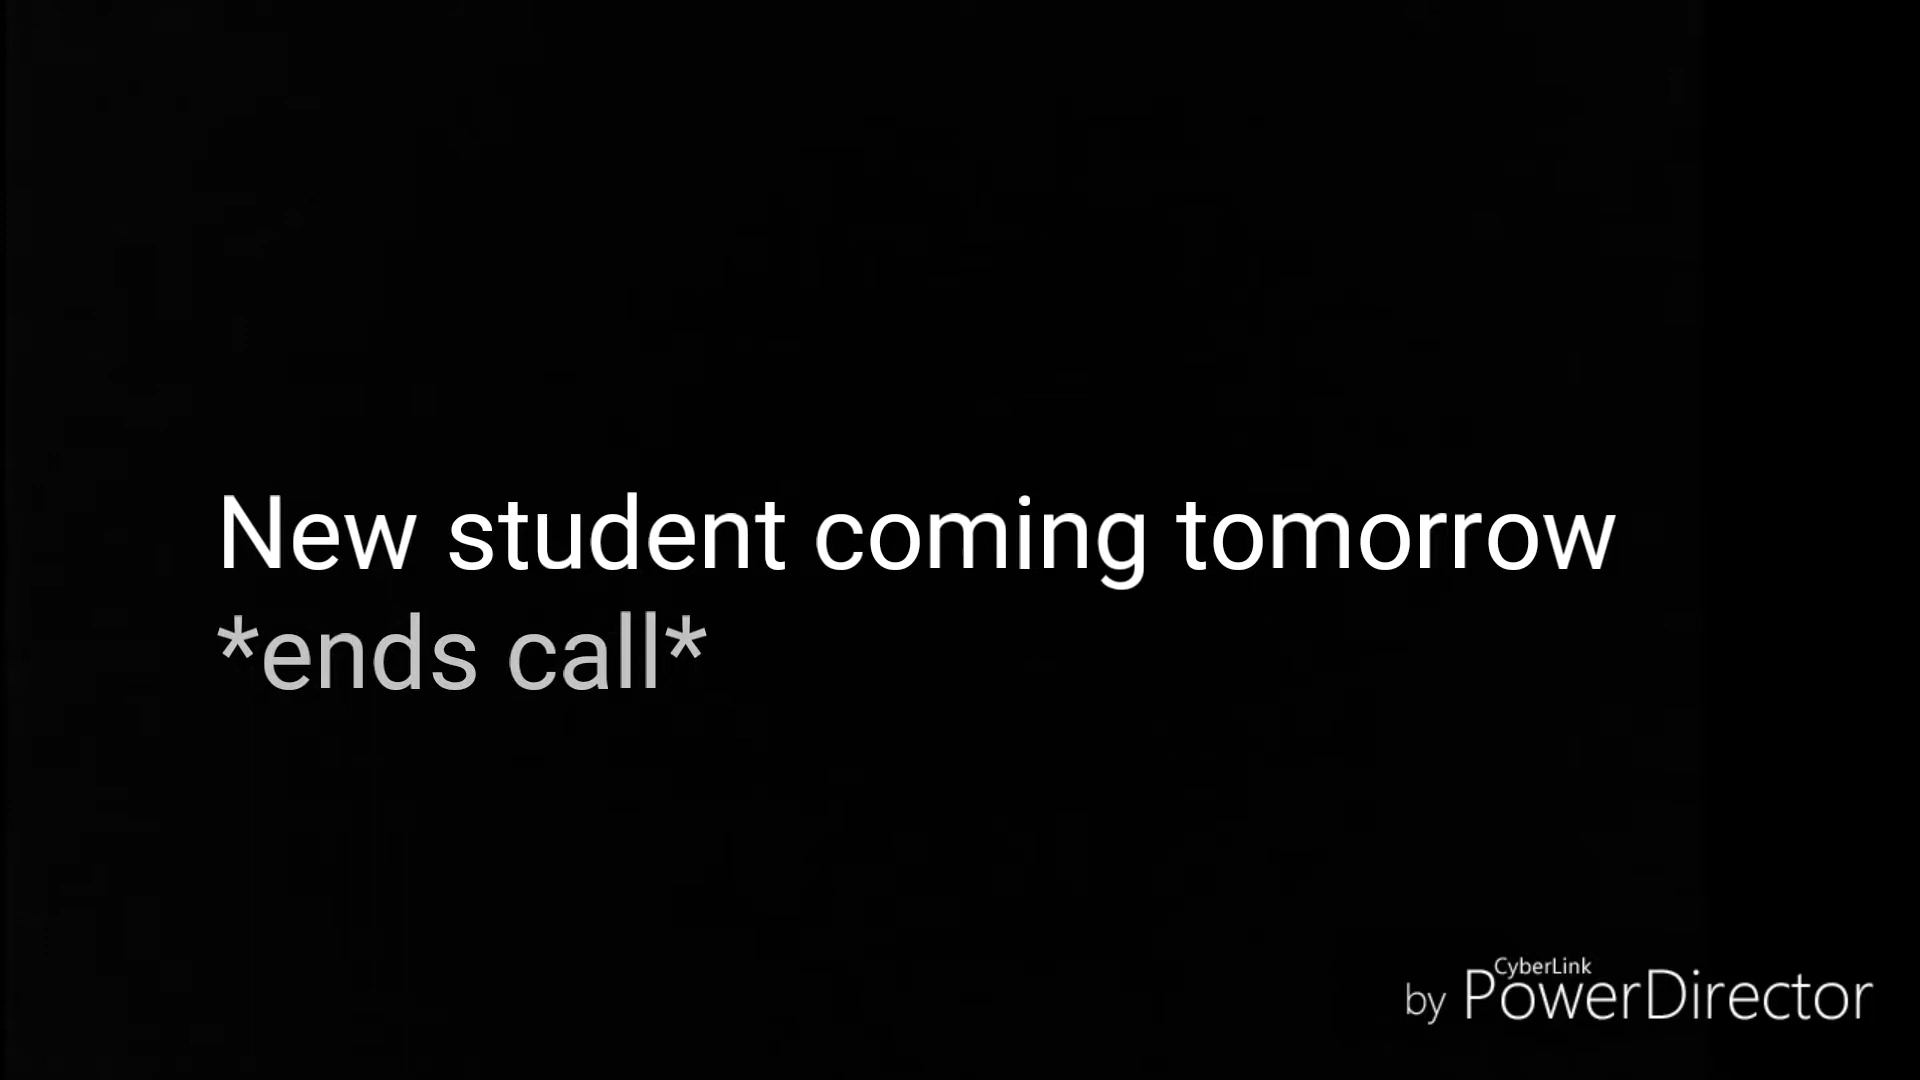 New student coming tomorrow
*ends call*
by CyberLink PowerDirector